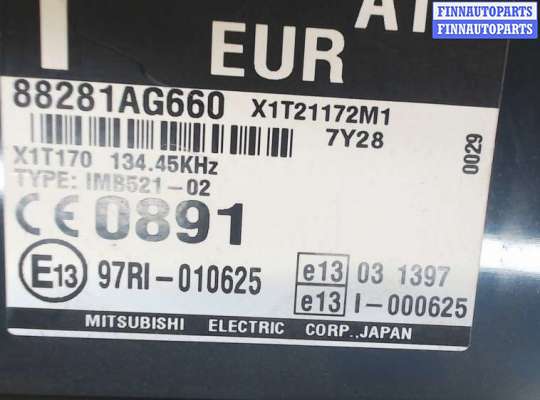 FINNAUTOPARTS
FINNAUTOPARTS
EUR
88281AG660 X1T21172M1
7Y28
0029
X1T170 134.45KHz
TYPE: IMB521-02
CE 0891
E13 97RI-010625
e13 03 1397
e13 I-000625
MITSUBISHI ELECTRIC CORP.,JAPAN